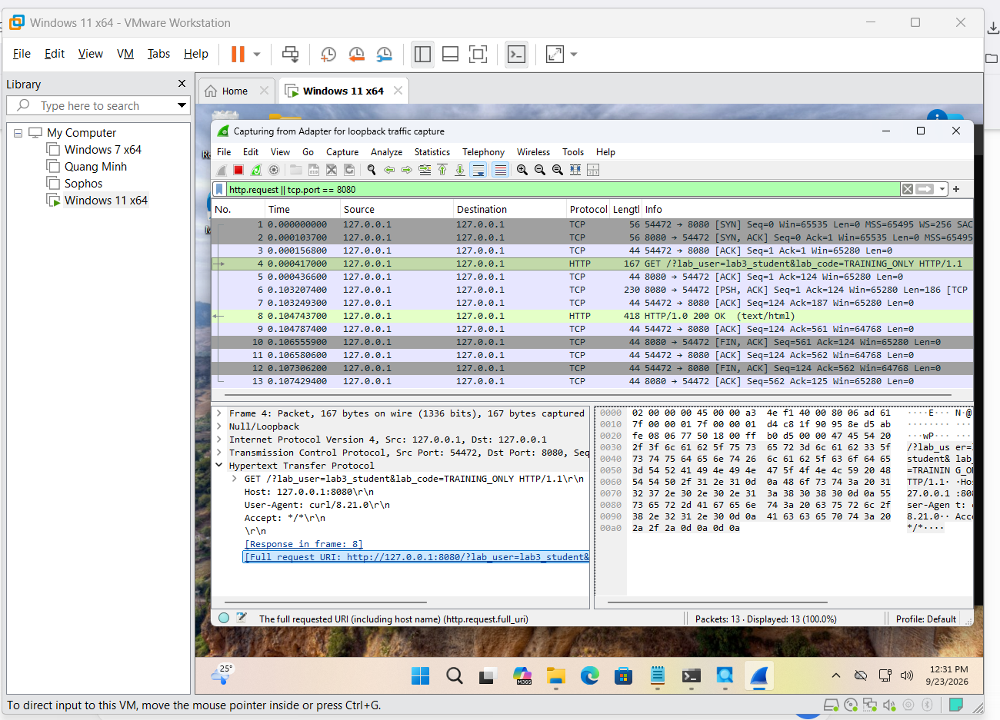 Windows 11 x64 - VMware Workstation
File Edit View VM Tabs Help
Library
Type here to search
My Computer
Windows 7 x64
Quang Minh
Sophos
Windows 11 x64
Home
Windows 11 x64
Capturing from Adapter for loopback traffic capture
File Edit View Go Capture Analyze Statistics Telephony Wireless Tools Help
http.request || tcp.port == 8080
No. Time Source Destination Protocol Lengtl Info
1 0.000000000 127.0.0.1 127.0.0.1 TCP 56 54472 → 8080 [SYN] Seq=0 Win=65535 Len=0 MSS=65495 WS=256 SAC
2 0.000103700 127.0.0.1 127.0.0.1 TCP 56 8080 → 54472 [SYN, ACK] Seq=0 Ack=1 Win=65535 Len=0 MSS=65495
3 0.000156800 127.0.0.1 127.0.0.1 TCP 44 54472 → 8080 [ACK] Seq=1 Ack=1 Win=65280 Len=0
4 0.000417000 127.0.0.1 127.0.0.1 HTTP 167 GET /?lab_user=lab3_student&lab_code=TRAINING_ONLY HTTP/1.1
5 0.000436600 127.0.0.1 127.0.0.1 TCP 44 8080 → 54472 [ACK] Seq=1 Ack=124 Win=65280 Len=0
6 0.103207400 127.0.0.1 127.0.0.1 TCP 230 8080 → 54472 [PSH, ACK] Seq=1 Ack=124 Win=65280 Len=186 [TCP
7 0.103249300 127.0.0.1 127.0.0.1 TCP 44 54472 → 8080 [ACK] Seq=124 Ack=187 Win=65280 Len=0
8 0.104743700 127.0.0.1 127.0.0.1 HTTP 418 HTTP/1.0 200 OK (text/html)
9 0.104787400 127.0.0.1 127.0.0.1 TCP 44 54472 → 8080 [ACK] Seq=124 Ack=561 Win=64768 Len=0
10 0.106555900 127.0.0.1 127.0.0.1 TCP 44 8080 → 54472 [FIN, ACK] Seq=561 Ack=124 Win=65280 Len=0
11 0.106580600 127.0.0.1 127.0.0.1 TCP 44 54472 → 8080 [ACK] Seq=124 Ack=562 Win=64768 Len=0
12 0.107306200 127.0.0.1 127.0.0.1 TCP 44 54472 → 8080 [FIN, ACK] Seq=124 Ack=562 Win=64768 Len=0
13 0.107429400 127.0.0.1 127.0.0.1 TCP 44 8080 → 54472 [ACK] Seq=562 Ack=125 Win=65280 Len=0
Frame 4: Packet, 167 bytes on wire (1336 bits), 167 bytes captured
Null/Loopback
Internet Protocol Version 4, Src: 127.0.0.1, Dst: 127.0.0.1
Transmission Control Protocol, Src Port: 54472, Dst Port: 8080, Seq
Hypertext Transfer Protocol
GET /?lab_user=lab3_student&lab_code=TRAINING_ONLY HTTP/1.1\r\n
Host: 127.0.0.1:8080\r\n
User-Agent: curl/8.21.0\r\n
Accept: */*\r\n
\r\n
[Response in frame: 8]
[Full request URI: http://127.0.0.1:8080/?lab_user=lab3_student&
0000 02 00 00 00 45 00 00 a3 4e f1 40 00 80 06 ad 61 ····E··· N·@
0010 7f 00 00 01 7f 00 00 01 d4 c8 1f 90 95 8e d5 ab ········ ····
0020 fe 08 06 77 50 18 00 ff b0 d5 00 00 47 45 54 20 ···wP··· ····
0030 2f 3f 6c 61 62 5f 75 73 65 72 3d 6c 61 62 33 5f /?lab_us er=l
0040 73 74 75 64 65 6e 74 26 6c 61 62 5f 63 6f 64 65 student& lab_
0050 3d 54 52 41 49 4e 49 4e 47 5f 4f 4e 4c 59 20 48 =TRAININ G_O
0060 54 54 50 2f 31 2e 31 0d 0a 48 6f 73 74 3a 20 31 TTP/1.1· ·Ho
0070 32 37 2e 30 2e 30 2e 31 3a 38 30 38 30 0d 0a 55 27.0.0.1 :808
0080 73 65 72 2d 41 67 65 6e 74 3a 20 63 75 72 6c 2f ser-Agen t: c
0090 38 2e 32 31 2e 30 0d 0a 41 63 63 65 70 74 3a 20 8.21.0·· Acce
00a0 2a 2f 2a 0d 0a 0d 0a */*····
The full requested URI (including host name) (http.request.full_uri)
Packets: 13 · Displayed: 13 (100.0%)
Profile: Default
25°
M365
12:31 PM
9/23/2026
To direct input to this VM, move the mouse pointer inside or press Ctrl+G.